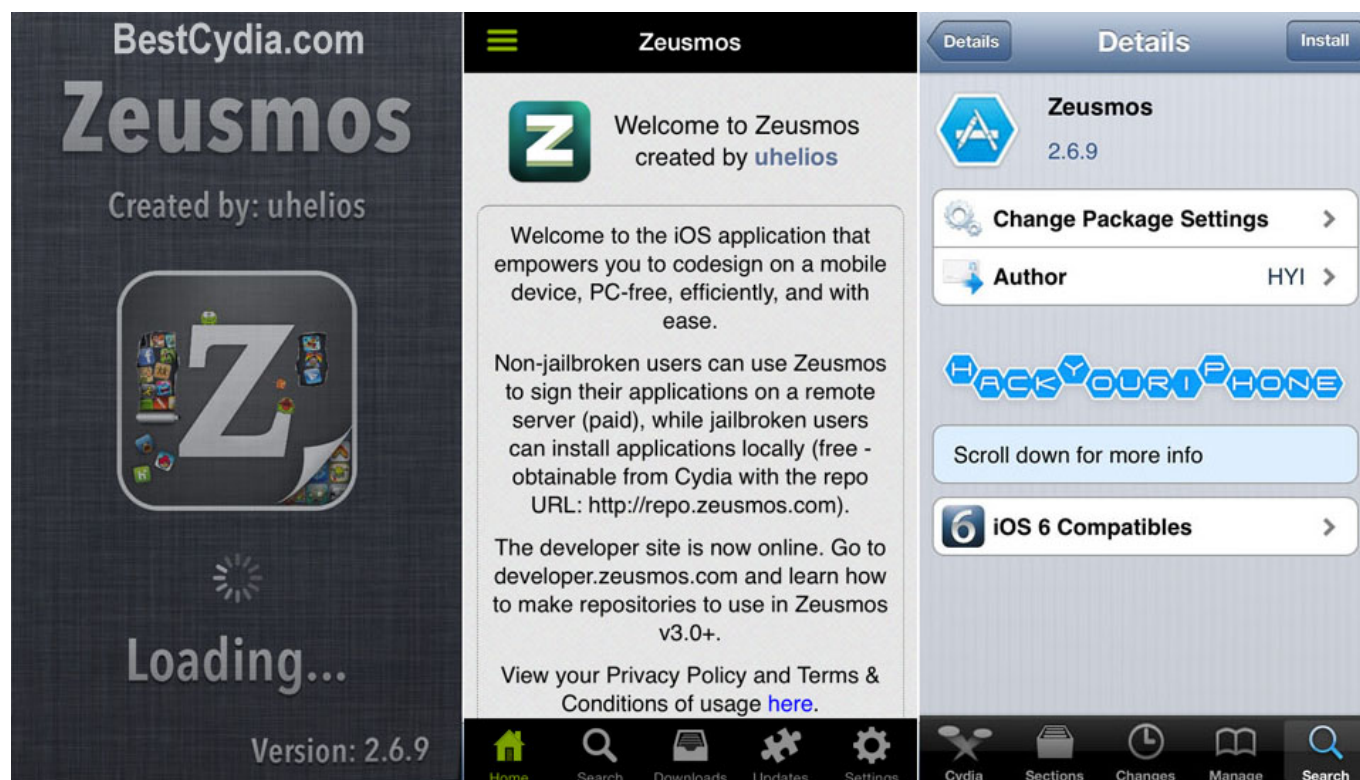 BestCydia.com
Zeusmos
Created by: uhelios
Z
Loading...
Version: 2.6.9
Zeusmos
Z
Welcome to Zeusmos
created by uhelios
Welcome to the iOS application that
empowers you to codesign on a mobile
device, PC-free, efficiently, and with
ease.
Non-jailbroken users can use Zeusmos
to sign their applications on a remote
server (paid), while jailbroken users
can install applications locally (free -
obtainable from Cydia with the repo
URL: http://repo.zeusmos.com).
The developer site is now online. Go to
developer.zeusmos.com and learn how
to make repositories to use in Zeusmos
v3.0+.
View your Privacy Policy and Terms &
Conditions of usage here.
Home Search Downloads Updates Settings
Details Details Install
Zeusmos
2.6.9
Change Package Settings
Author HYI
HackYouriPhone
Scroll down for more info
6 iOS 6 Compatibles
Cydia Sections Changes Manage Search